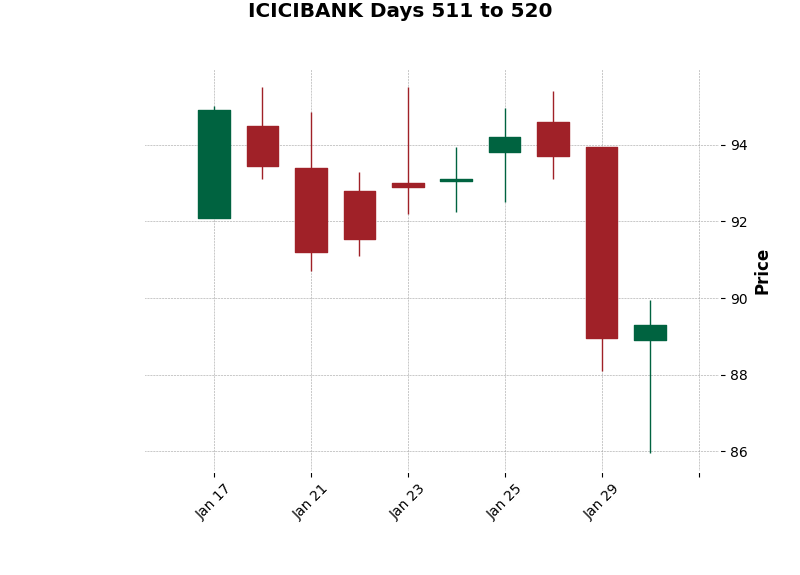 ICICIBANK Days 511 to 520
94
92
90
88
86
Price
Jan 17
Jan 21
Jan 23
Jan 25
Jan 29